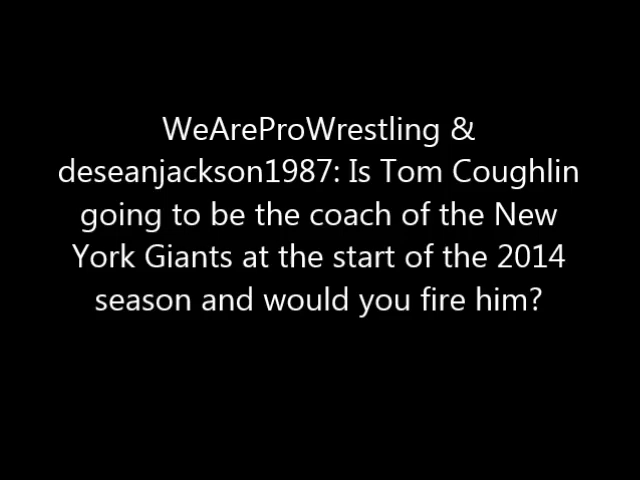 WeAreProWrestling &
deseanjackson1987: Is Tom Coughlin
going to be the coach of the New
York Giants at the start of the 2014
season and would you fire him?